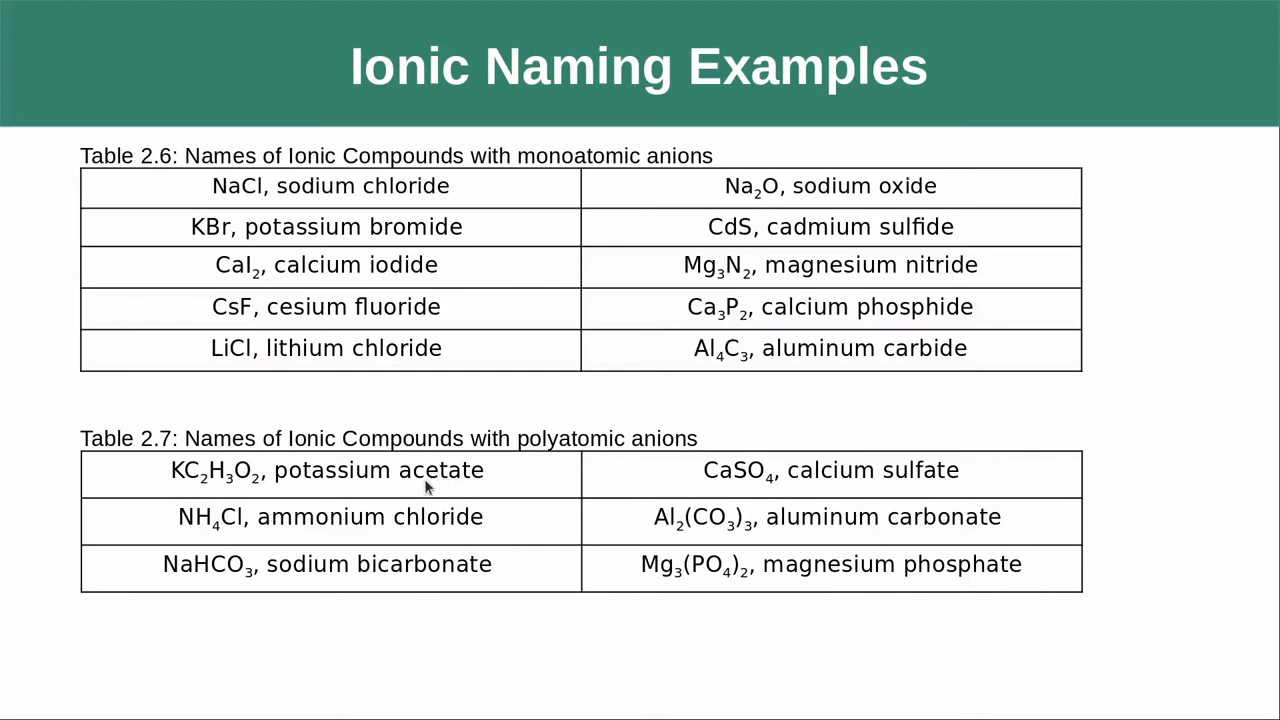 Ionic Naming Examples
Table 2.6: Names of Ionic Compounds with monoatomic anions
NaCl, sodium chloride
Na₂O, sodium oxide
KBr, potassium bromide
CdS, cadmium sulfide
CaI₂, calcium iodide
Mg₃N₂, magnesium nitride
CsF, cesium fluoride
Ca₃P₂, calcium phosphide
LiCl, lithium chloride
Al₄C₃, aluminum carbide
Table 2.7: Names of Ionic Compounds with polyatomic anions
KC₂H₃O₂, potassium acetate
CaSO₄, calcium sulfate
NH₄Cl, ammonium chloride
Al₂(CO₃)₃, aluminum carbonate
NaHCO₃, sodium bicarbonate
Mg₃(PO₄)₂, magnesium phosphate